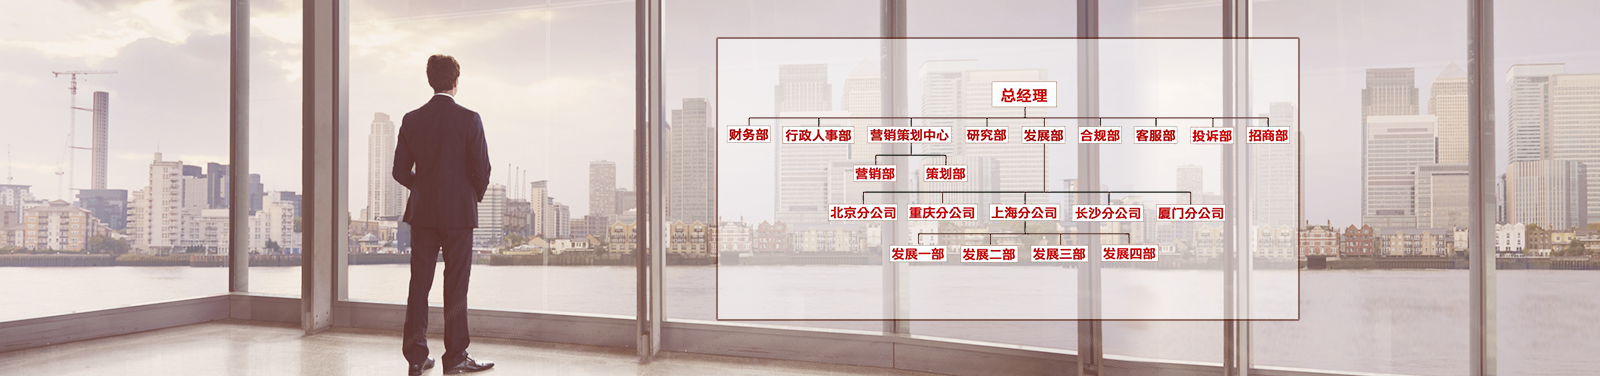 总经理
财务部 行政人事部 营销策划中心 研究部 发展部 合规部 客服部 投诉部 招商部
营销部 策划部
北京分公司 重庆分公司 上海分公司 长沙分公司 厦门分公司
发展一部 发展二部 发展三部 发展四部